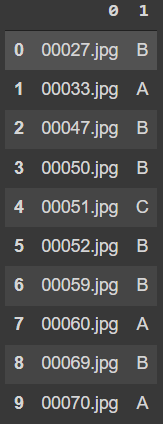 0 1
0 00027.jpg B
1 00033.jpg A
2 00047.jpg B
3 00050.jpg B
4 00051.jpg C
5 00052.jpg B
6 00059.jpg B
7 00060.jpg A
8 00069.jpg B
9 00070.jpg A